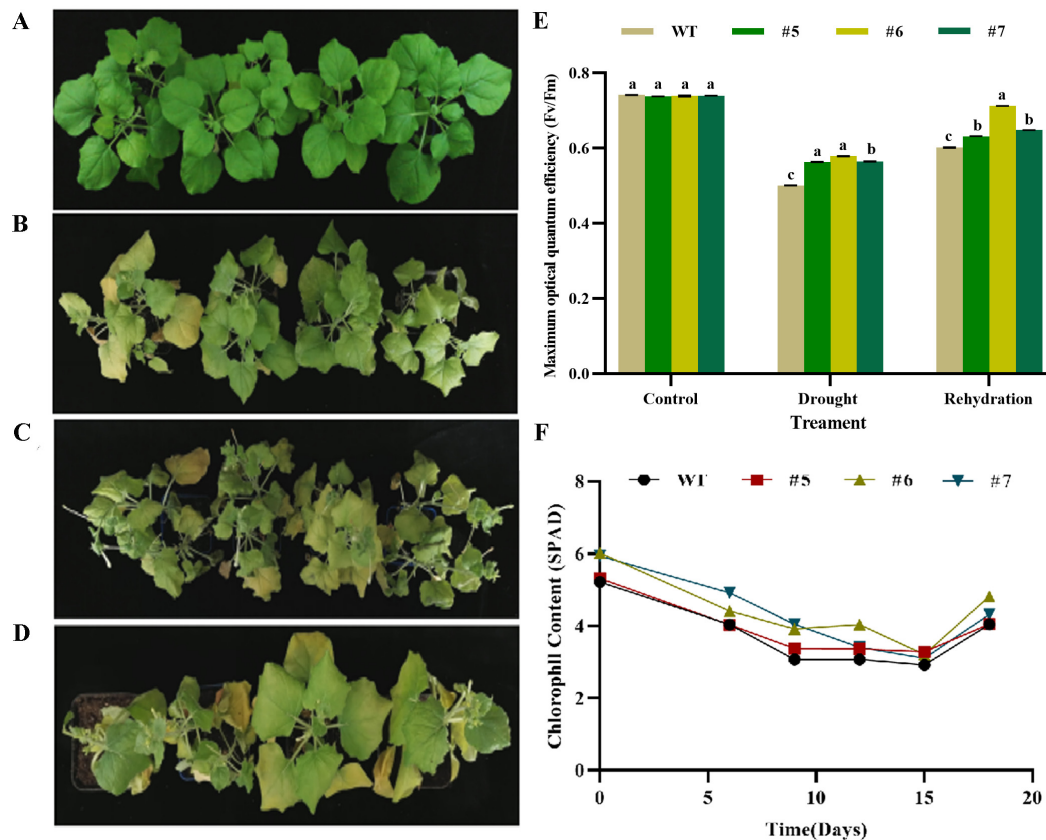 A
B
C
D
E
WT #5 #6 #7
Maximum optical quantum efficiency (Fv/Fm)
0.8
0.6
0.4
0.2
0.0
a a a a
c a a b
c b a b
Control Drought Rehydration
Treament
F
WT #5 #6 #7
Chlorophll Content (SPAD)
8
6
4
2
0
0 5 10 15 20
Time(Days)